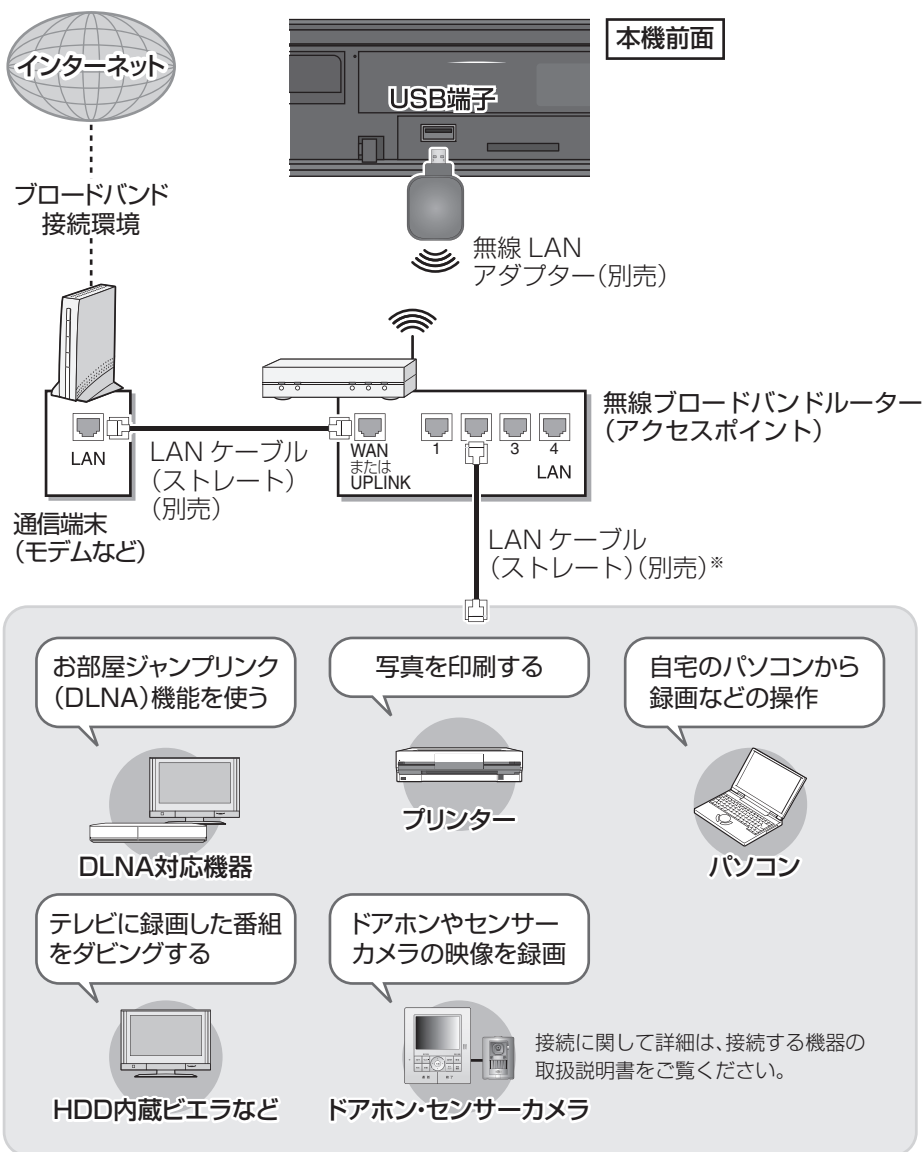 インターネット
本機前面
USB端子
ブロードバンド
接続環境
無線 LAN
アダプター(別売)
無線ブロードバンドルーター
(アクセスポイント)
LAN
WAN
または
UPLINK
1
3
4
LAN
LAN ケーブル
(ストレート)
(別売)
通信端末
(モデムなど)
LAN ケーブル
(ストレート)(別売)※
お部屋ジャンプリンク
(DLNA)機能を使う
DLNA対応機器
写真を印刷する
プリンター
自宅のパソコンから
録画などの操作
パソコン
テレビに録画した番組
をダビングする
HDD内蔵ビエラなど
ドアホンやセンサー
カメラの映像を録画
ドアホン・センサーカメラ
接続に関して詳細は、接続する機器の
取扱説明書をご覧ください。